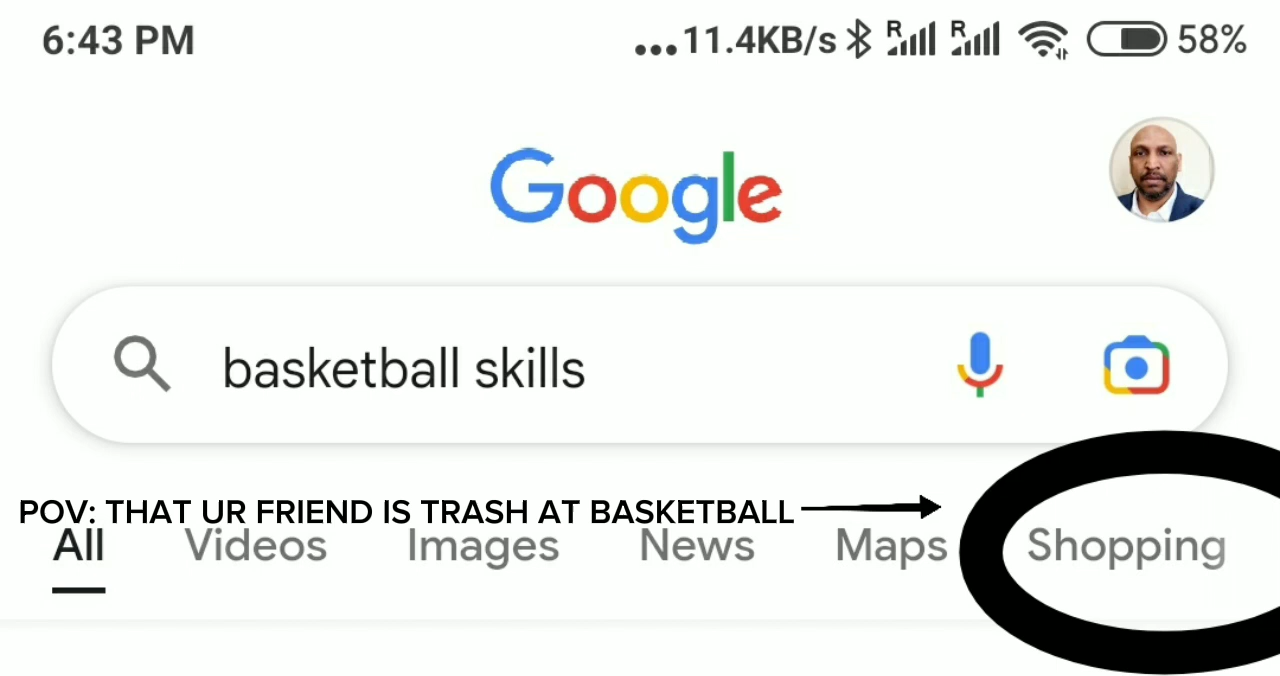 6:43 PM ...11.4KB/s R R 58%
Google
basketball skills
POV: THAT UR FRIEND IS TRASH AT BASKETBALL
All Videos Images News Maps Shopping